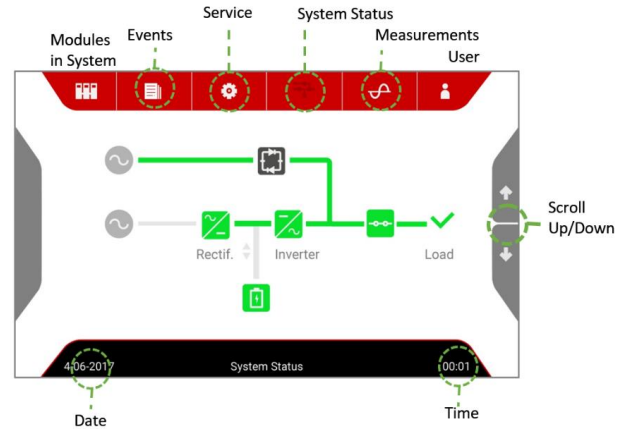 Service
System Status
Modules
in System
Events
Measurements
User
Rectif.
Inverter
Load
Scroll
Up/Down
4-06-2017
System Status
00:01
Date
Time